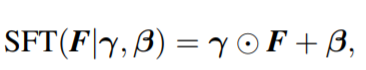 SFT(F|γ, β) = γ ⊙ F + β,